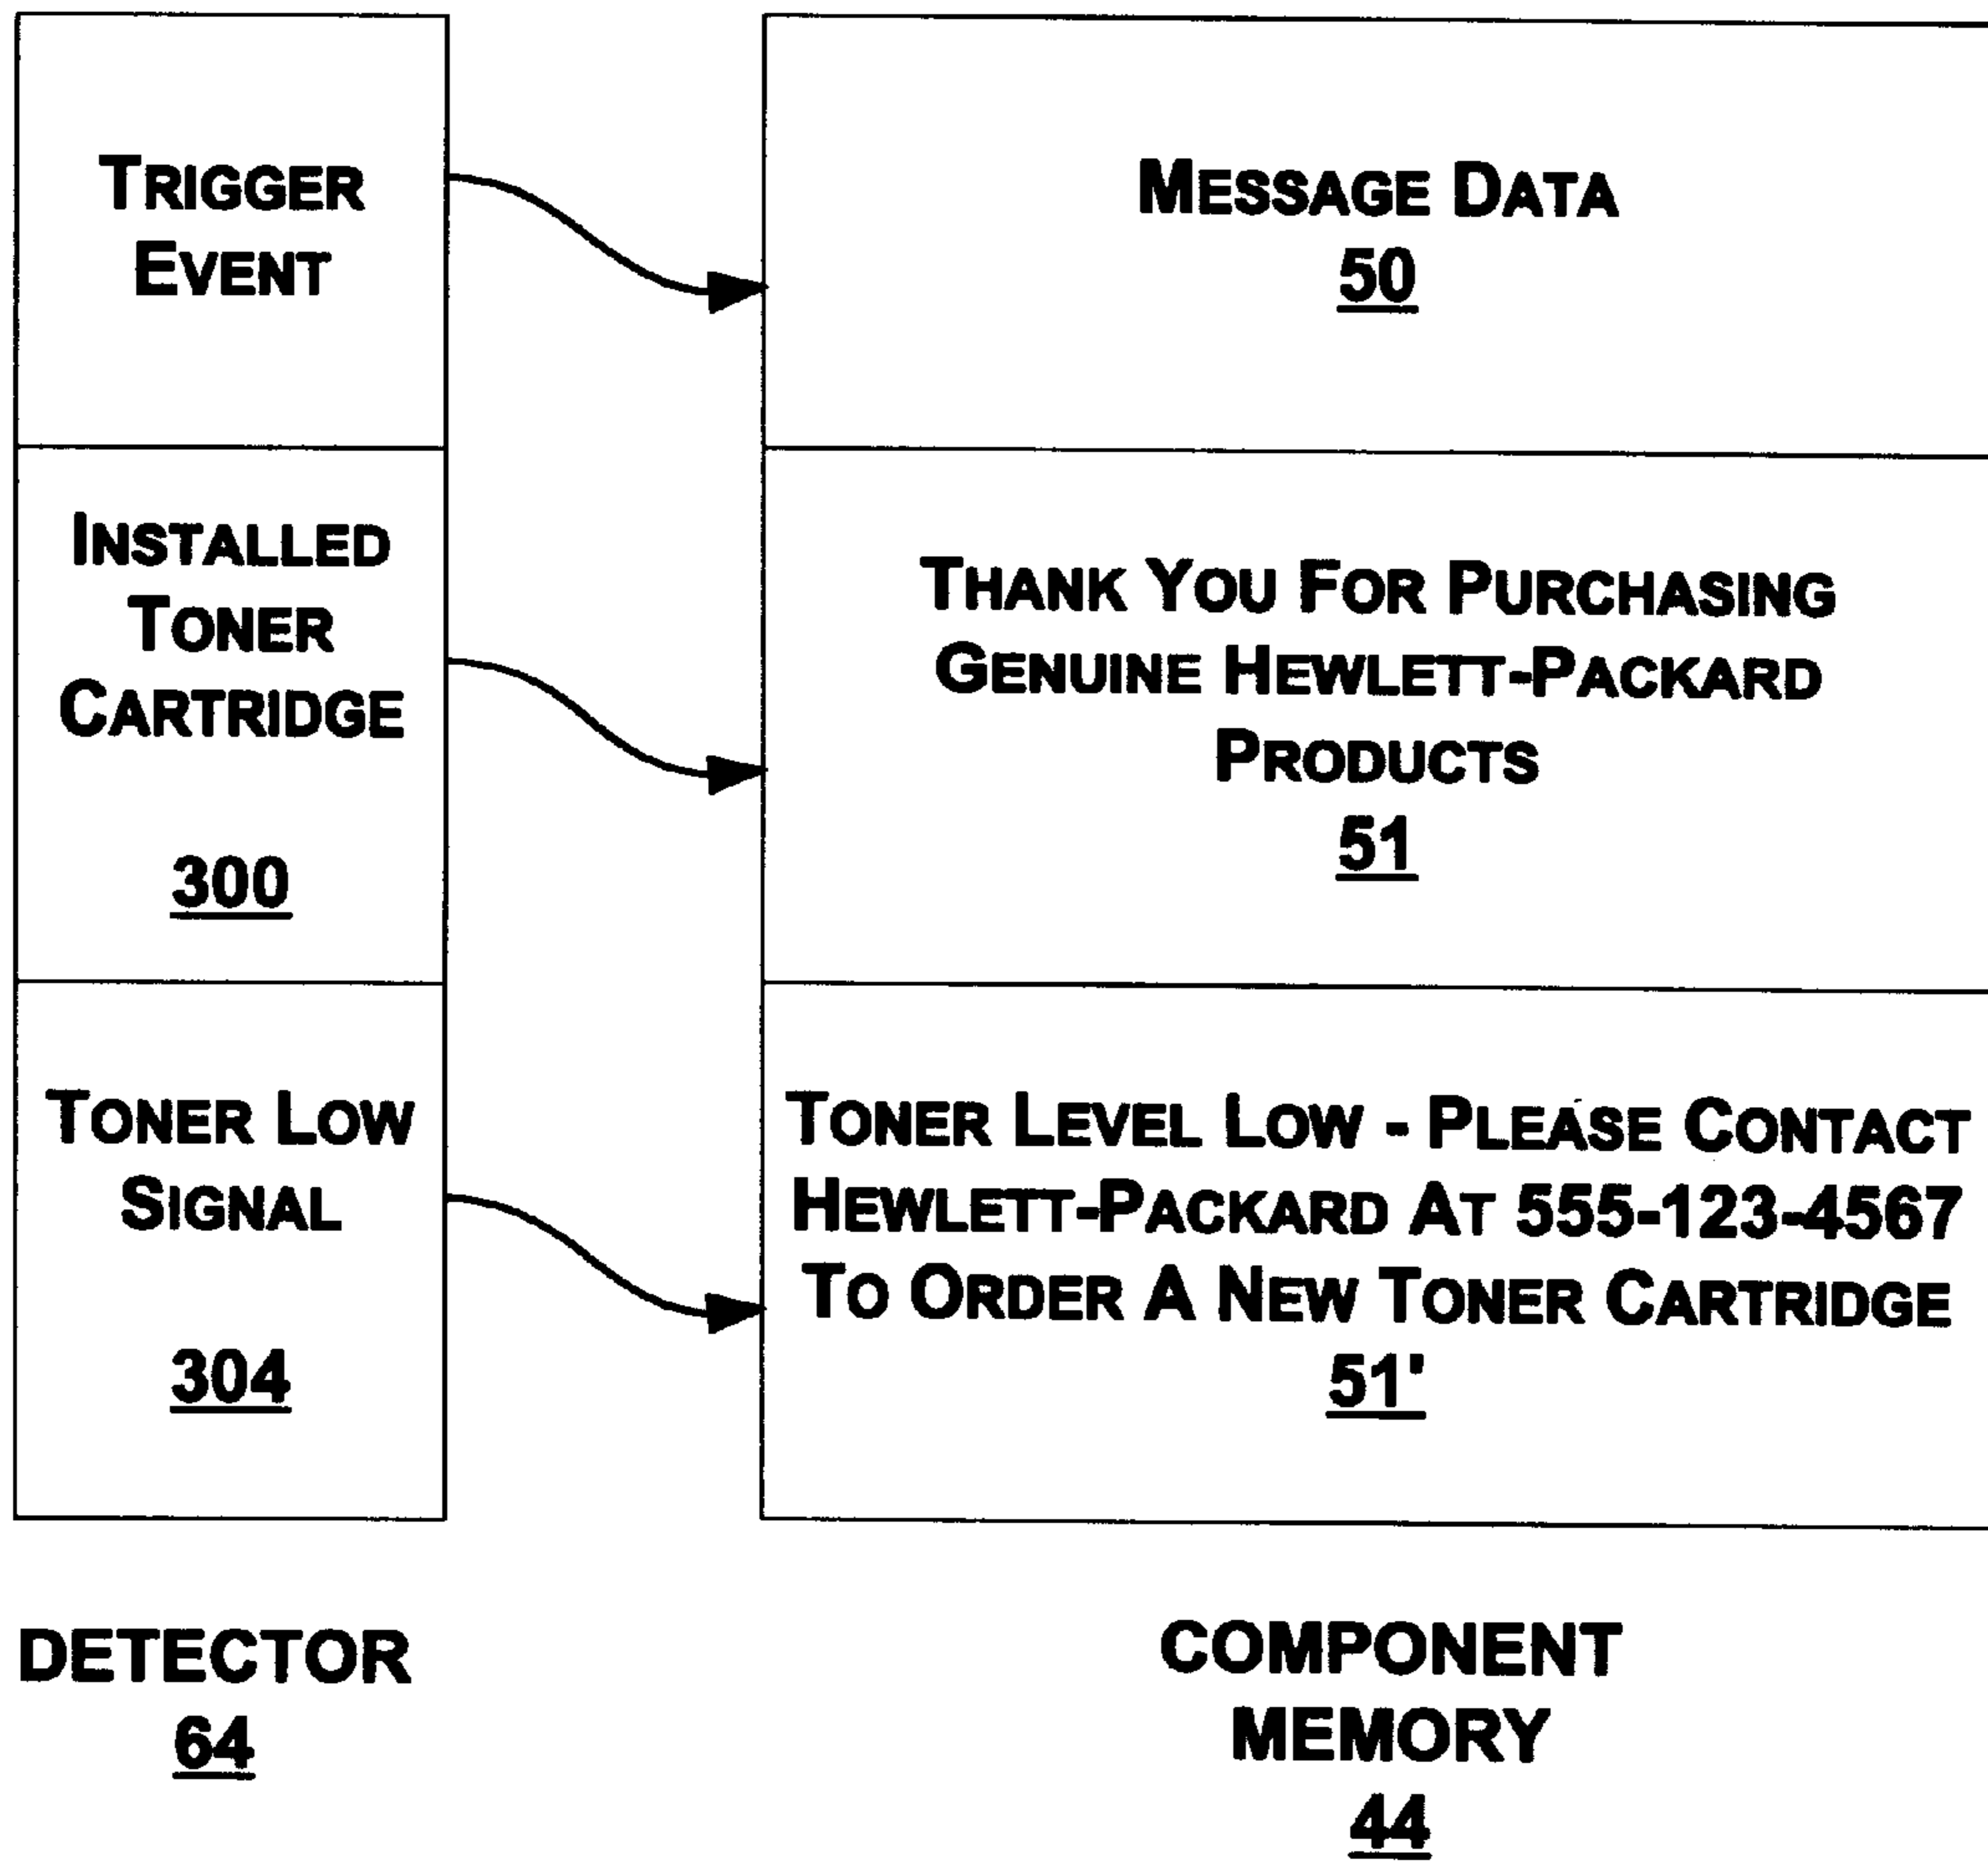 TRIGGER
EVENT
MESSAGE DATA
50
INSTALLED
TONER
CARTRIDGE
300
THANK YOU FOR PURCHASING
GENUINE HEWLETT-PACKARD
PRODUCTS
51
TONER LOW
SIGNAL
304
TONER LEVEL LOW - PLEASE CONTACT
HEWLETT-PACKARD AT 555-123-4567
TO ORDER A NEW TONER CARTRIDGE
51'
DETECTOR
64
COMPONENT
MEMORY
44